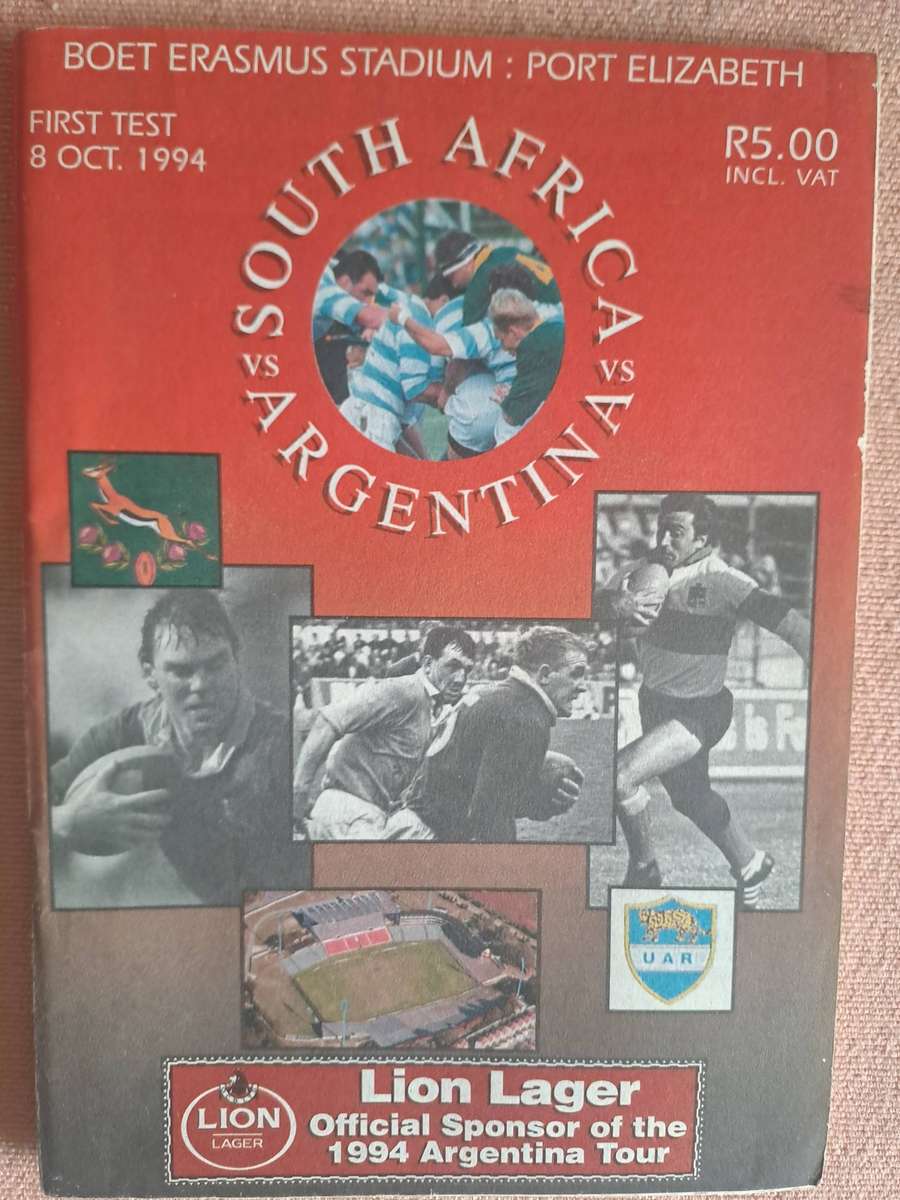 BOET ERASMUS STADIUM : PORT ELIZABETH
FIRST TEST
8 OCT. 1994
R5.00
INCL. VAT
SOUTH AFRICA
VS
VS
ARGENTINA
UAR
LION
LAGER
Lion Lager
Official Sponsor of the
1994 Argentina Tour